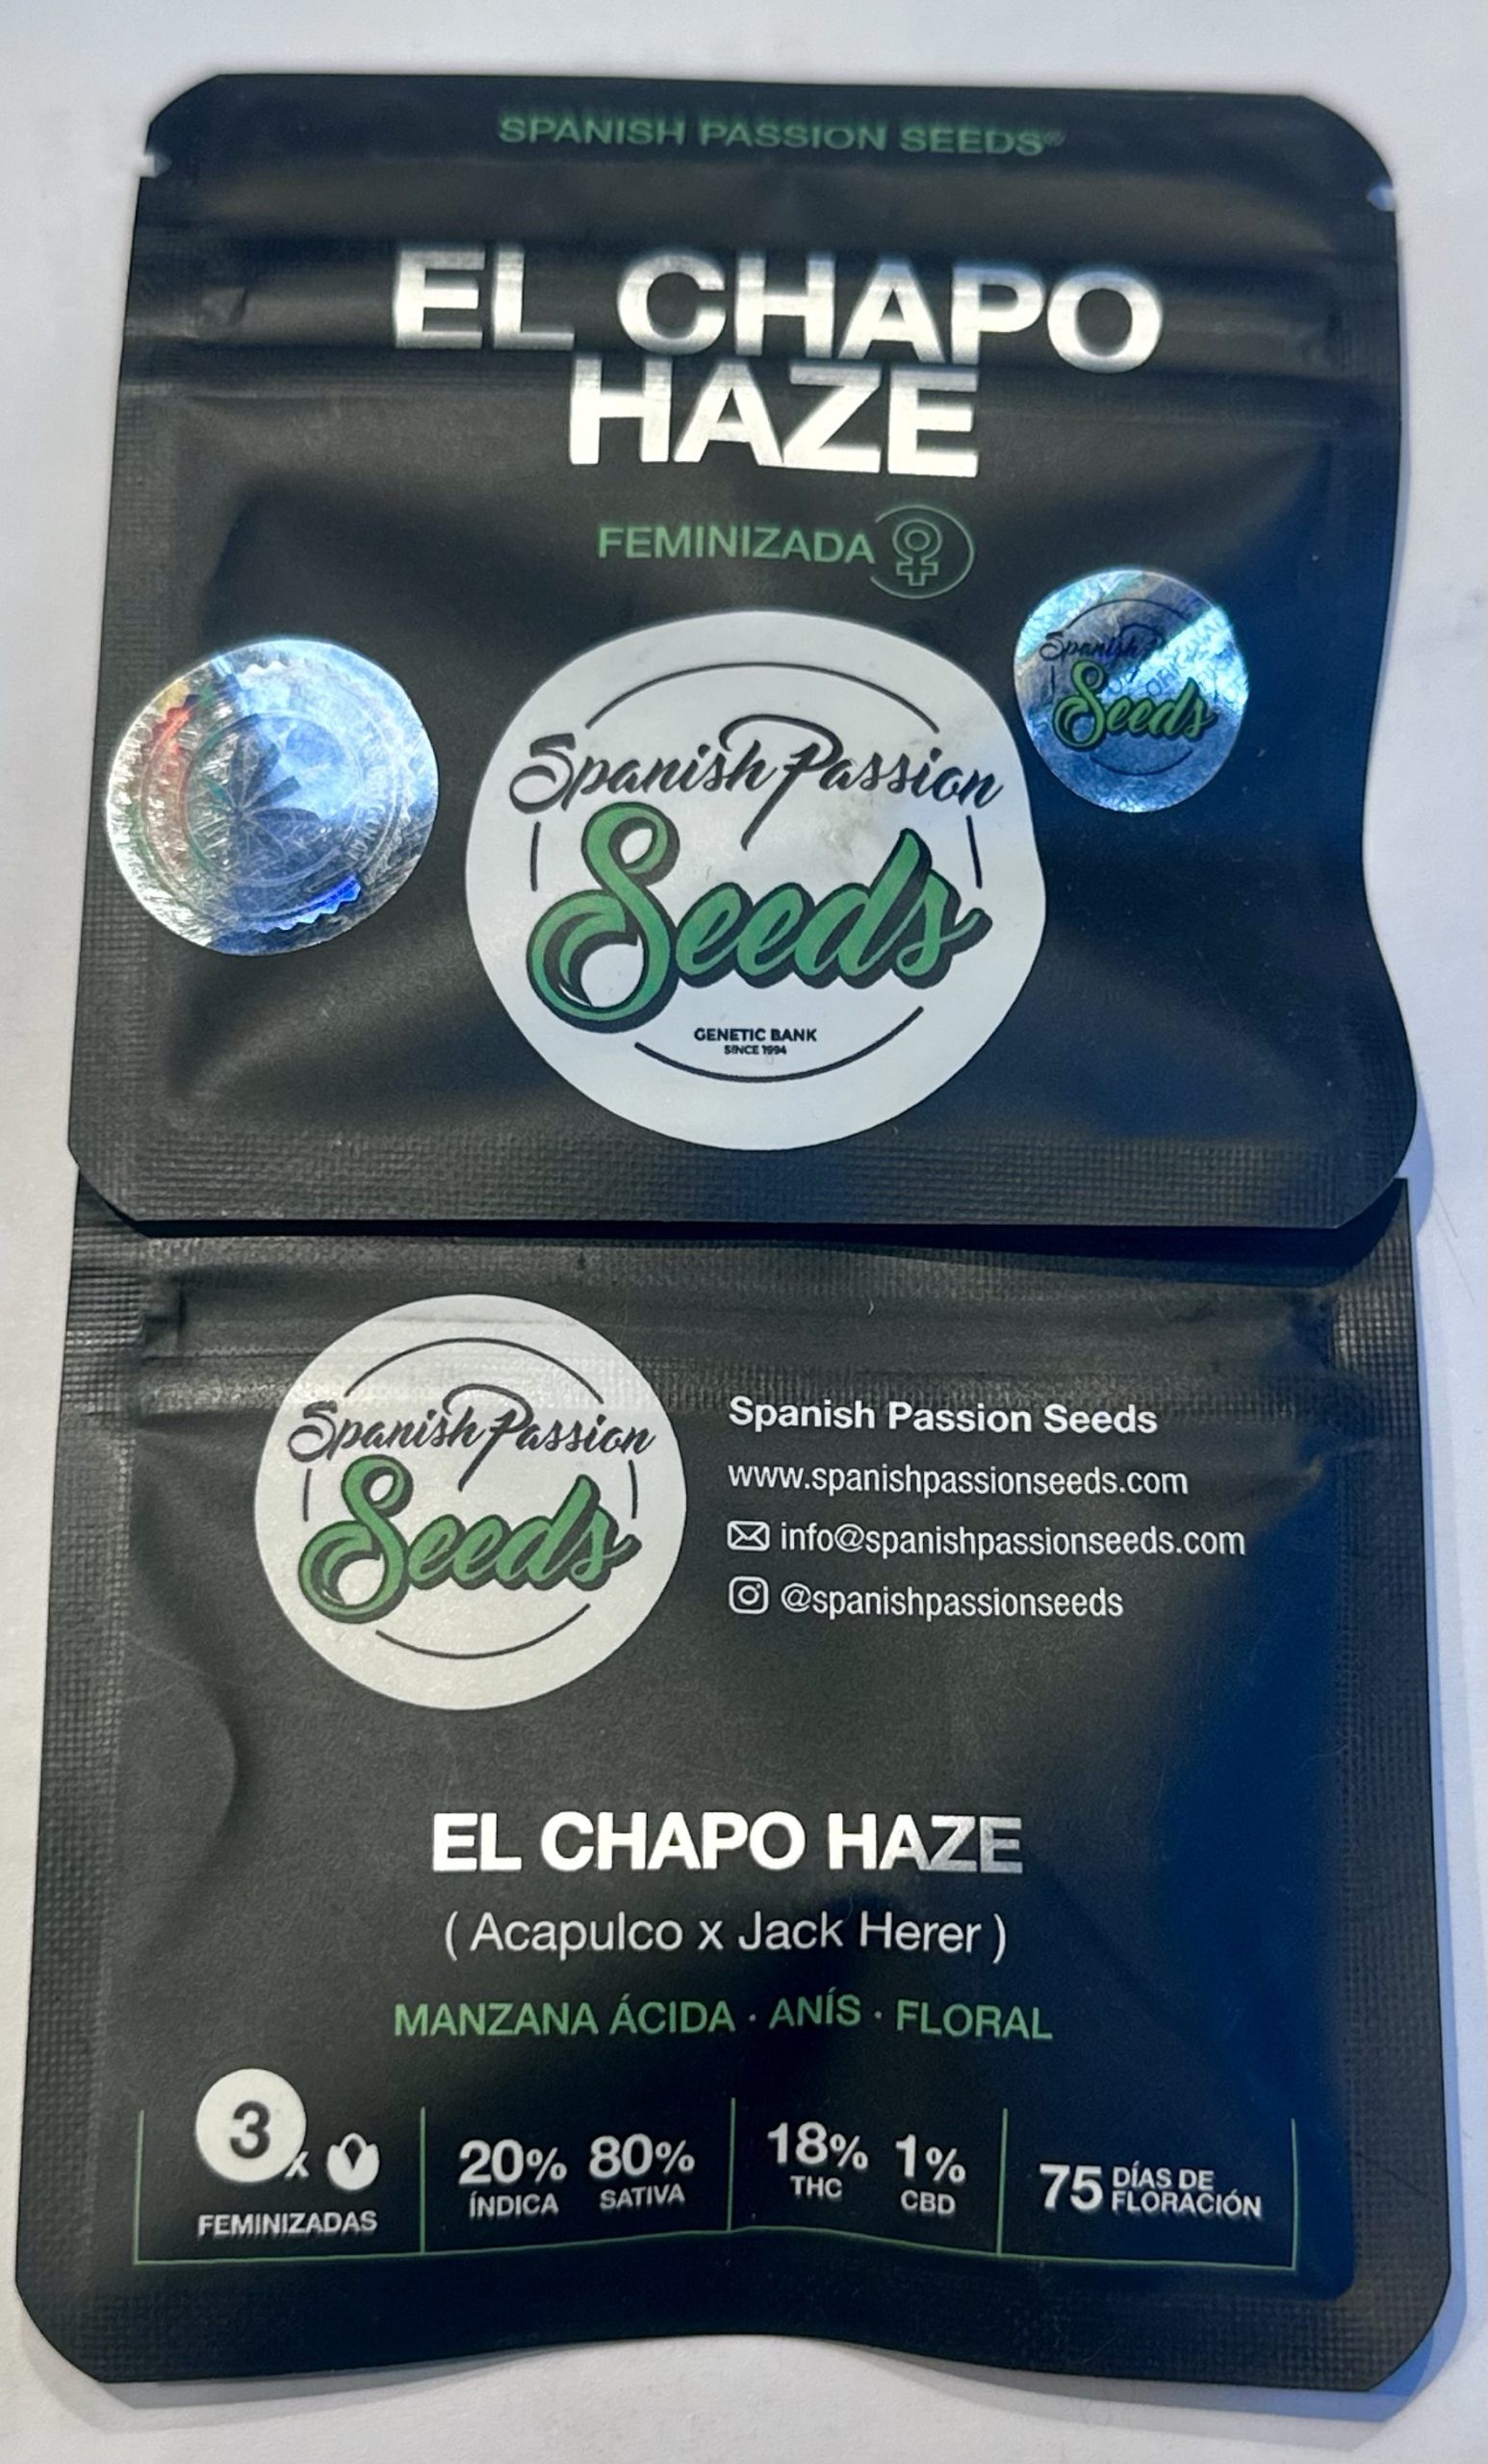 SPANISH PASSION SEEDS®
EL CHAPO
HAZE
FEMINIZADA
Spanish Passion
Seeds
GENETIC BANK
SINCE 1994
Spanish P
Seeds
Spanish Passion
Seeds
Spanish Passion Seeds
www.spanishpassionseeds.com
info@spanishpassionseeds.com
@spanishpassionseeds
EL CHAPO HAZE
( Acapulco x Jack Herer )
MANZANA ÁCIDA · ANÍS · FLORAL
3 x
FEMINIZADAS
20% 80%
ÍNDICA SATIVA
18% 1%
THC CBD
75 DÍAS DE
FLORACIÓN